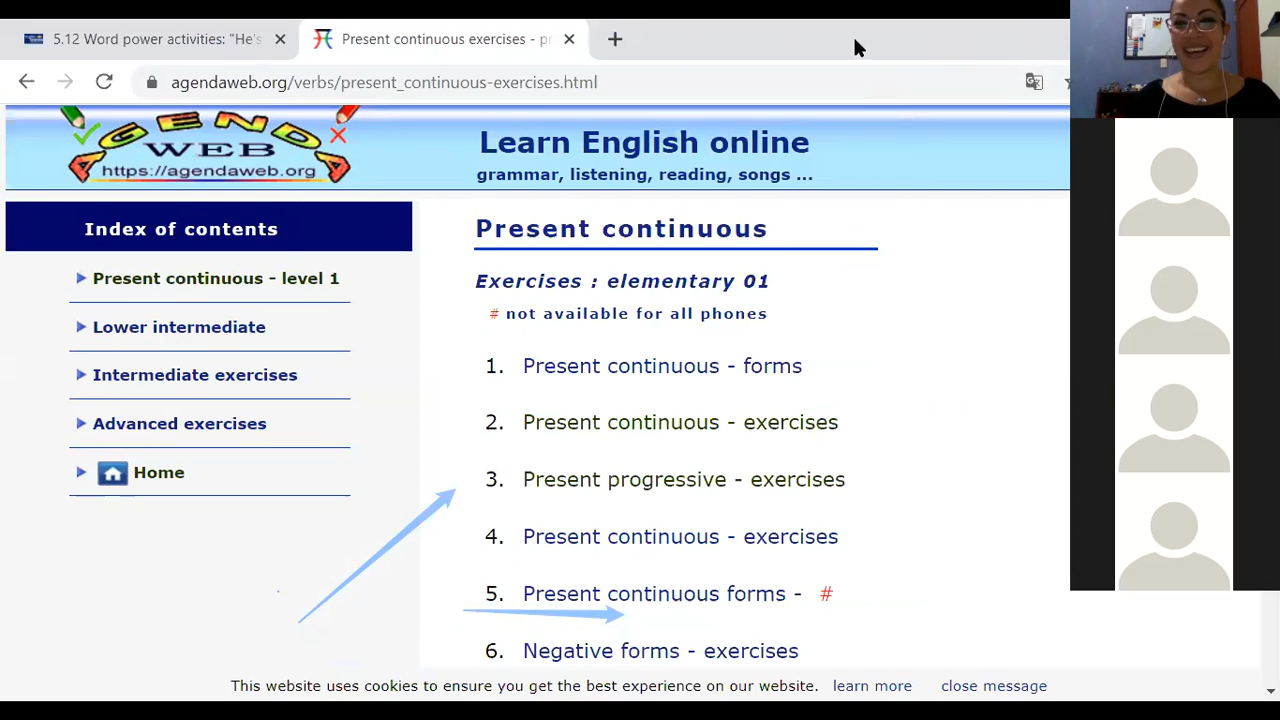 5.12 Word power activities: "He's
Present continuous exercises - pr
agendaweb.org/verbs/present_continuous-exercises.html
AGENDA
WEB
https://agendaweb.org
Learn English online
grammar, listening, reading, songs ...
Index of contents
Present continuous - level 1
Lower intermediate
Intermediate exercises
Advanced exercises
Home
Present continuous
Exercises : elementary 01
# not available for all phones
1. Present continuous - forms
2. Present continuous - exercises
3. Present progressive - exercises
4. Present continuous - exercises
5. Present continuous forms - #
6. Negative forms - exercises
This website uses cookies to ensure you get the best experience on our website. learn more close message